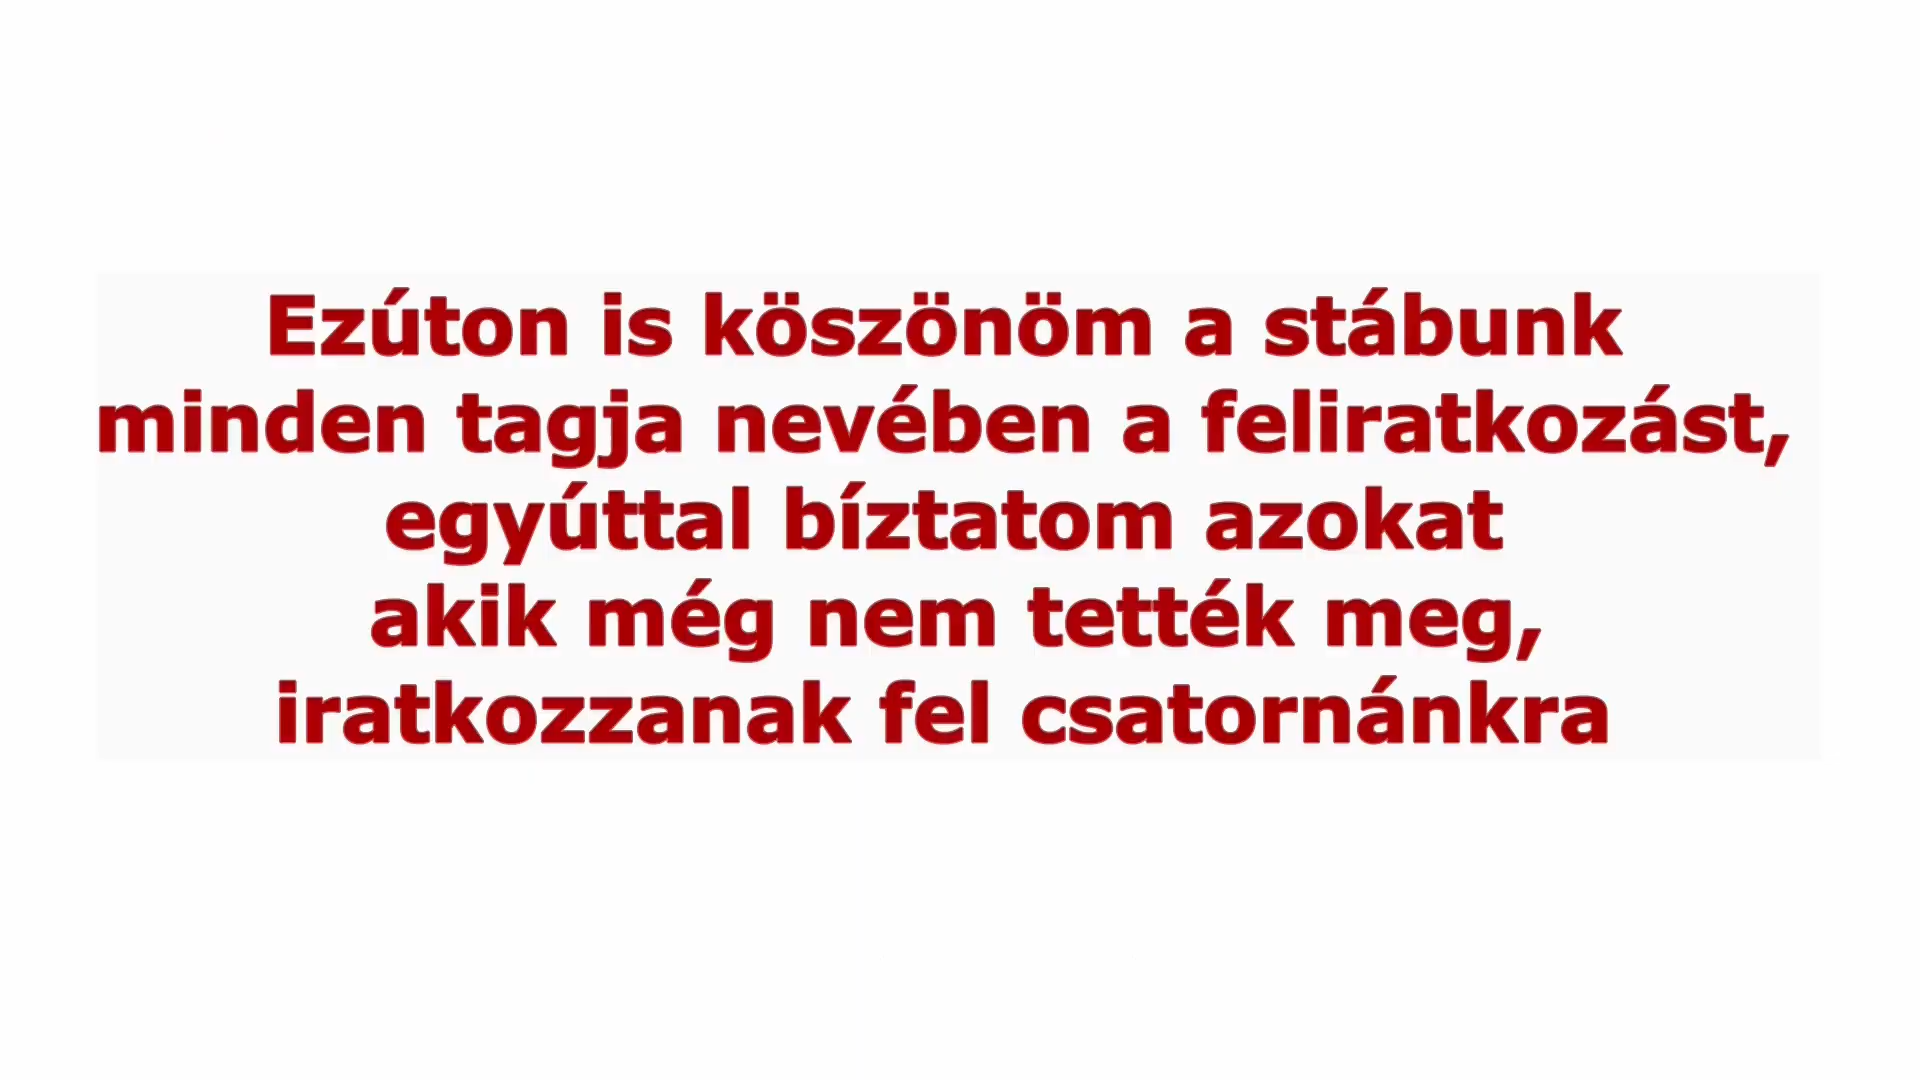 Ezúton is köszönöm a stábunk
minden tagja nevében a feliratkozást,
egyúttal bíztatom azokat
akik még nem tették meg,
iratkozzanak fel csatornánkra